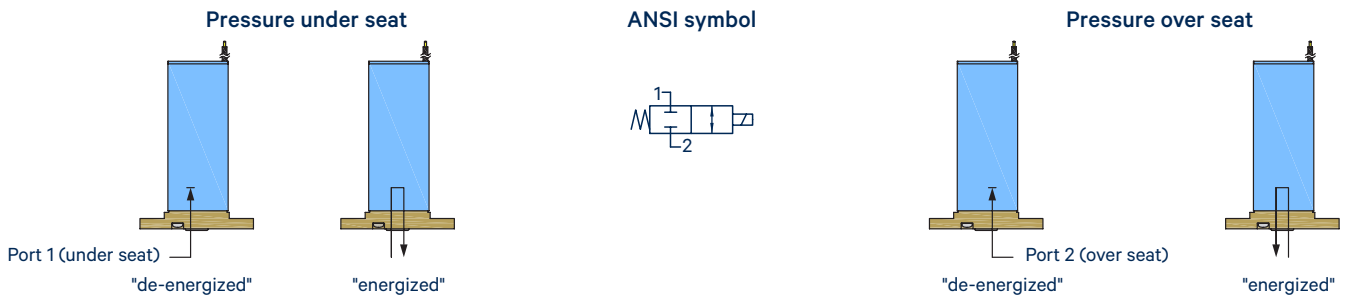 Pressure under seat
ANSI symbol
Pressure over seat
1
2
Port 1 (under seat)
Port 2 (over seat)
"de-energized"
"energized"
"de-energized"
"energized"